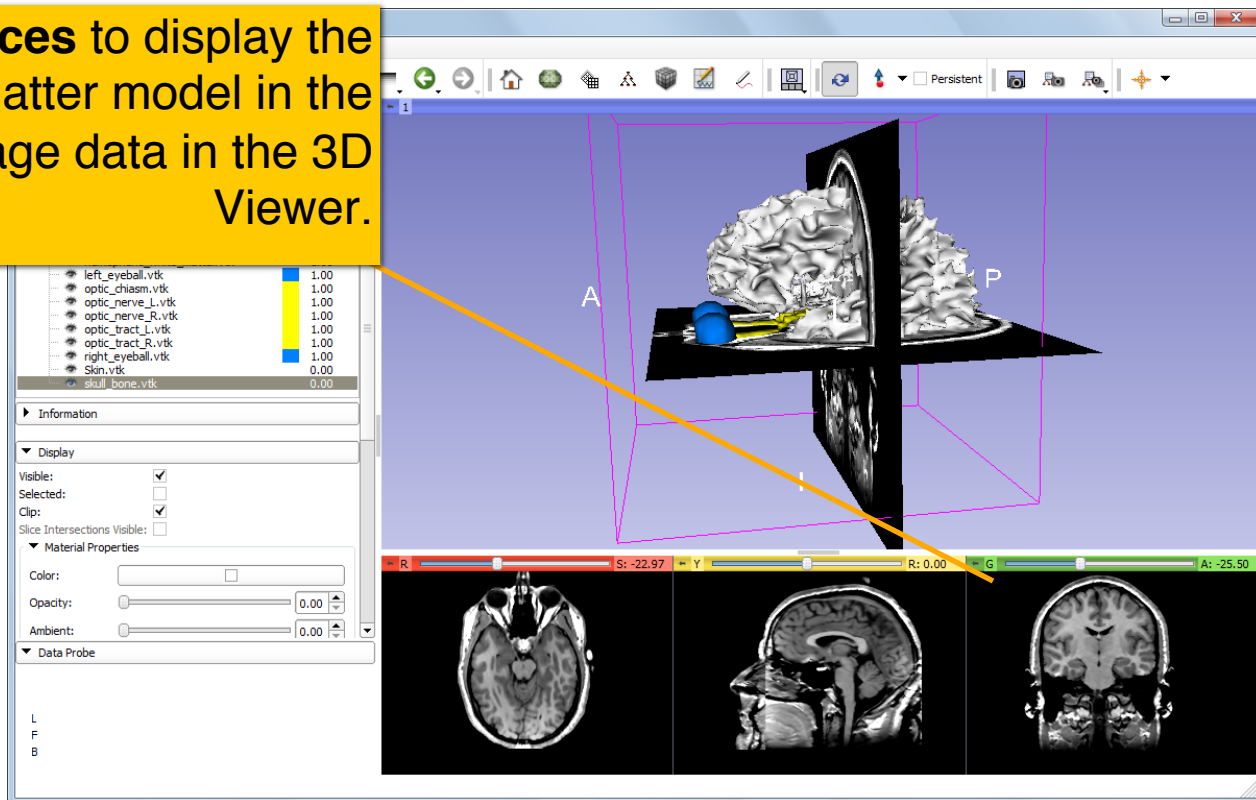 ces to display the
atter model in the
age data in the 3D
Viewer.
Persistent
1
A
P
I
left_eyeball.vtk 1.00
optic_chiasm.vtk 1.00
optic_nerve_L.vtk 1.00
optic_nerve_R.vtk 1.00
optic_tract_L.vtk 1.00
optic_tract_R.vtk 1.00
right_eyeball.vtk 1.00
Skin.vtk 0.00
skull_bone.vtk 0.00
Information
Display
Visible:
Selected:
Clip:
Slice Intersections Visible:
Material Properties
Color:
Opacity: 0.00
Ambient: 0.00
Data Probe
L
F
B
R S: -22.97
Y R: 0.00
G A: -25.50